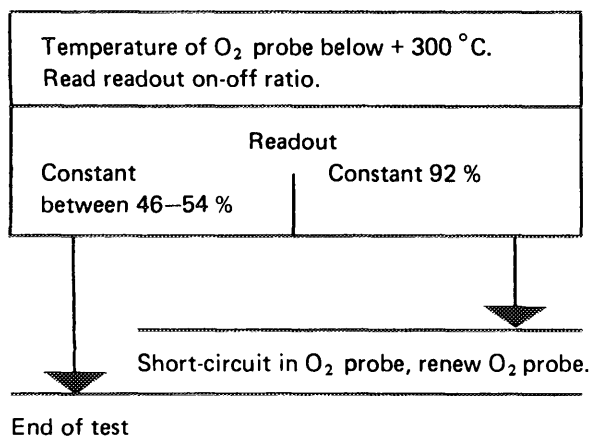 Temperature of O₂ probe below + 300 °C.
Read readout on-off ratio.
Readout
Constant
between 46–54 %
Constant 92 %
Short-circuit in O₂ probe, renew O₂ probe.
End of test